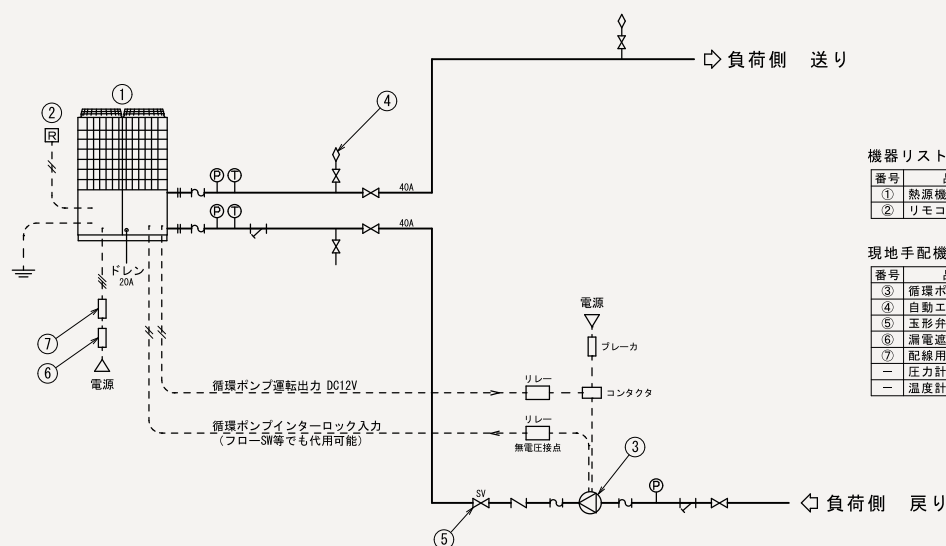 負荷側 送り
①
②
R
④
P
T
40A
P
T
40A
ドレン
20A
⑦
⑥
電源
循環ポンプ運転出力 DC12V
循環ポンプインターロック入力
(フローSW等でも代用可能)
リレー
リレー
無電圧接点
電源
ブレーカ
コンタクタ
③
P
SV
⑤
負荷側 戻り
機器リスト
番号
① 熱源機
② リモコ
現地手配機
番号
③ 循環ポ
④ 自動エ
⑤ 玉形弁
⑥ 漏電遮
⑦ 配線用
－ 圧力計
－ 温度計